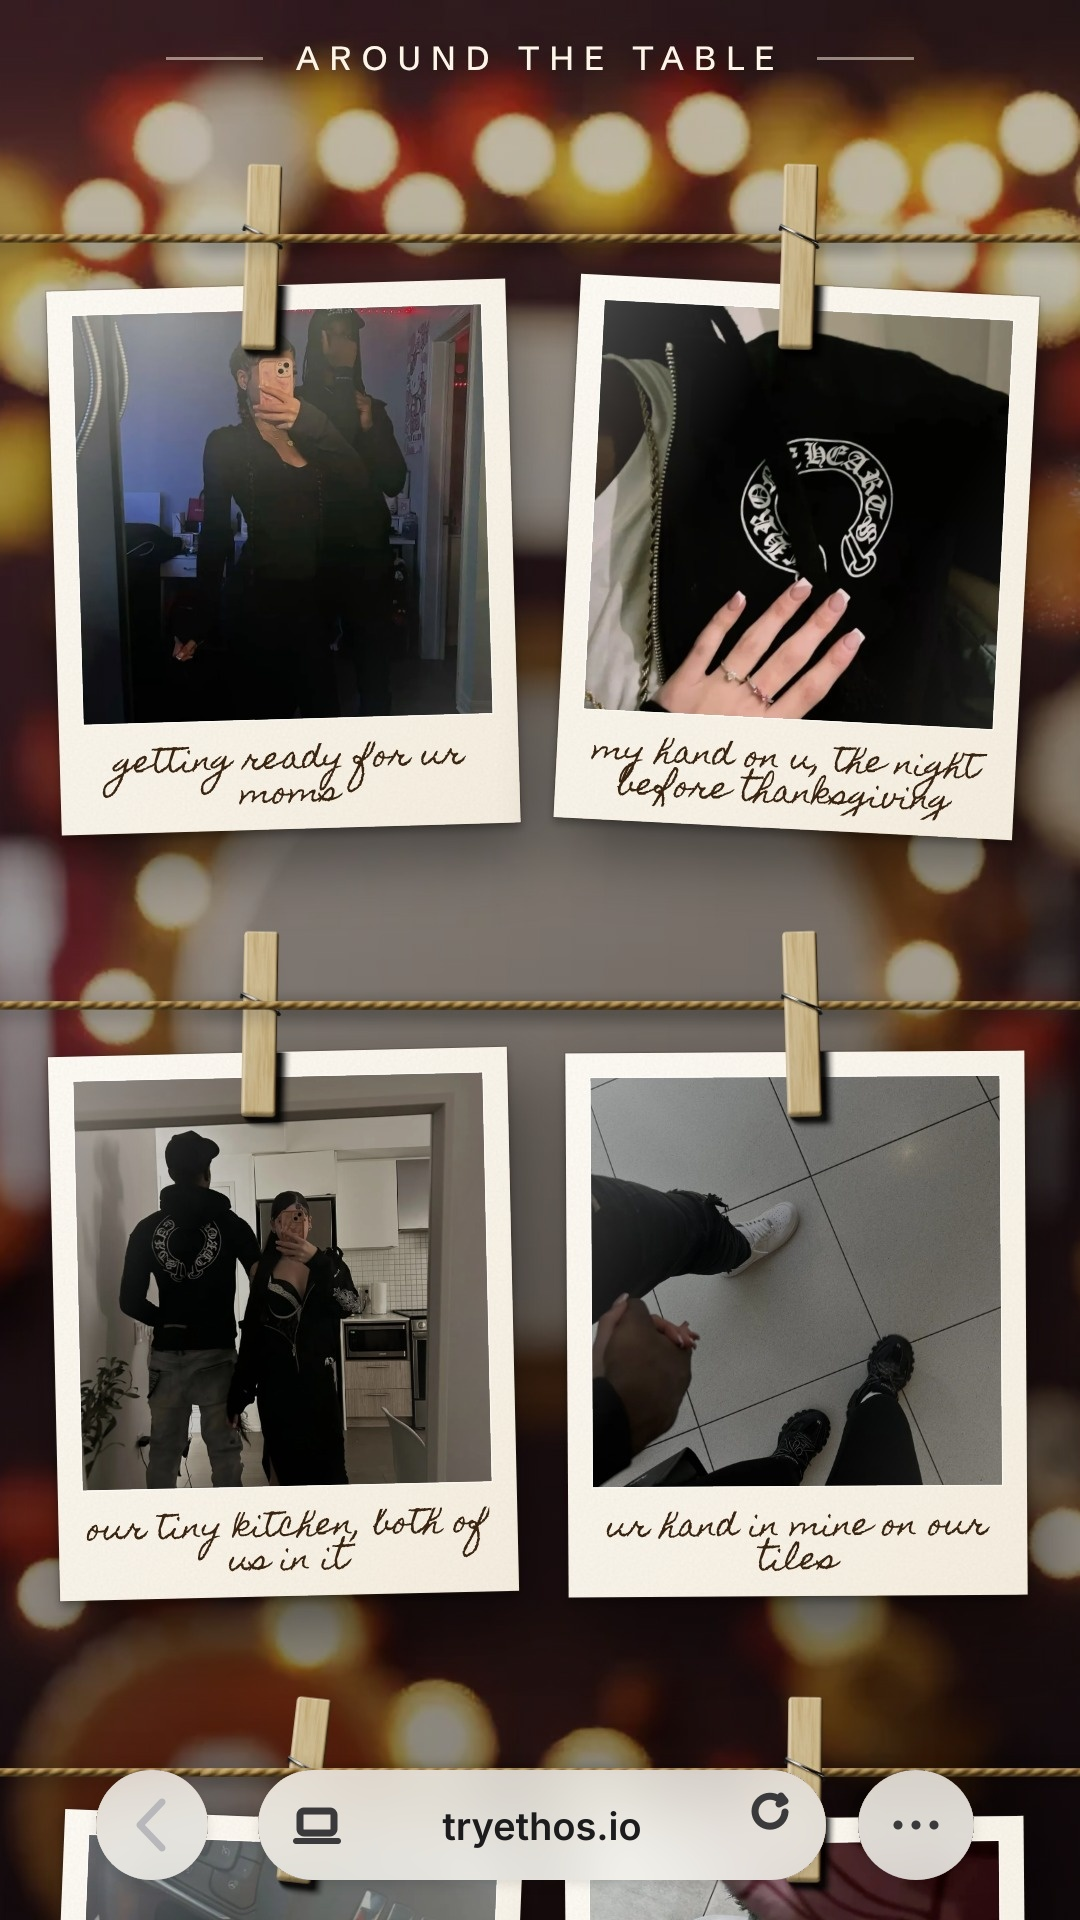 AROUND THE TABLE
HEARTS
getting ready for ur
moms
my hand on u, the night
before thanksgiving
our tiny kitchen, both of
us in it
ur hand in mine on our
tiles
tryethos.io